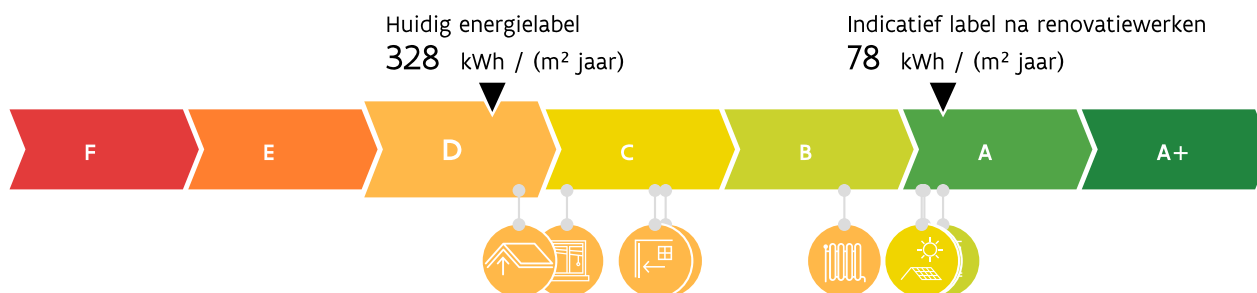 Huidig energielabel
328 kWh / (m² jaar)
Indicatief label na renovatiewerken
78 kWh / (m² jaar)
F E D C B A A+